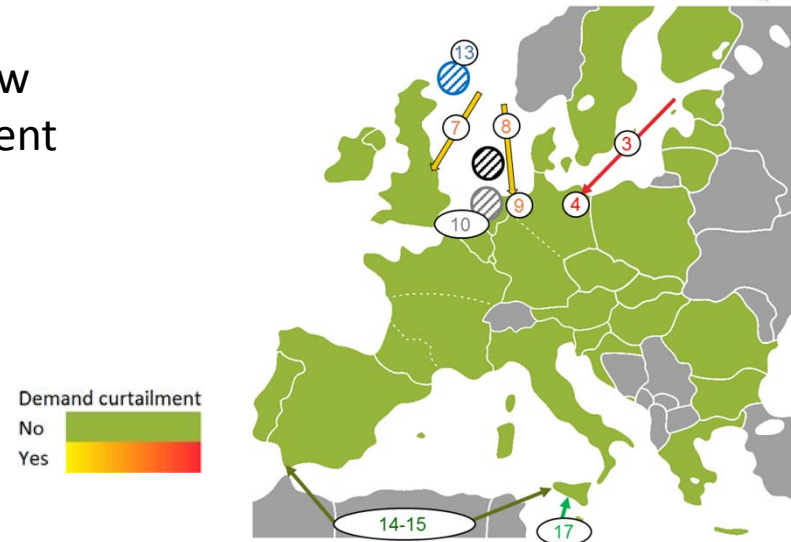 w
ent
13
7
8
3
9
4
10
Demand curtailment
No
Yes
14-15
17